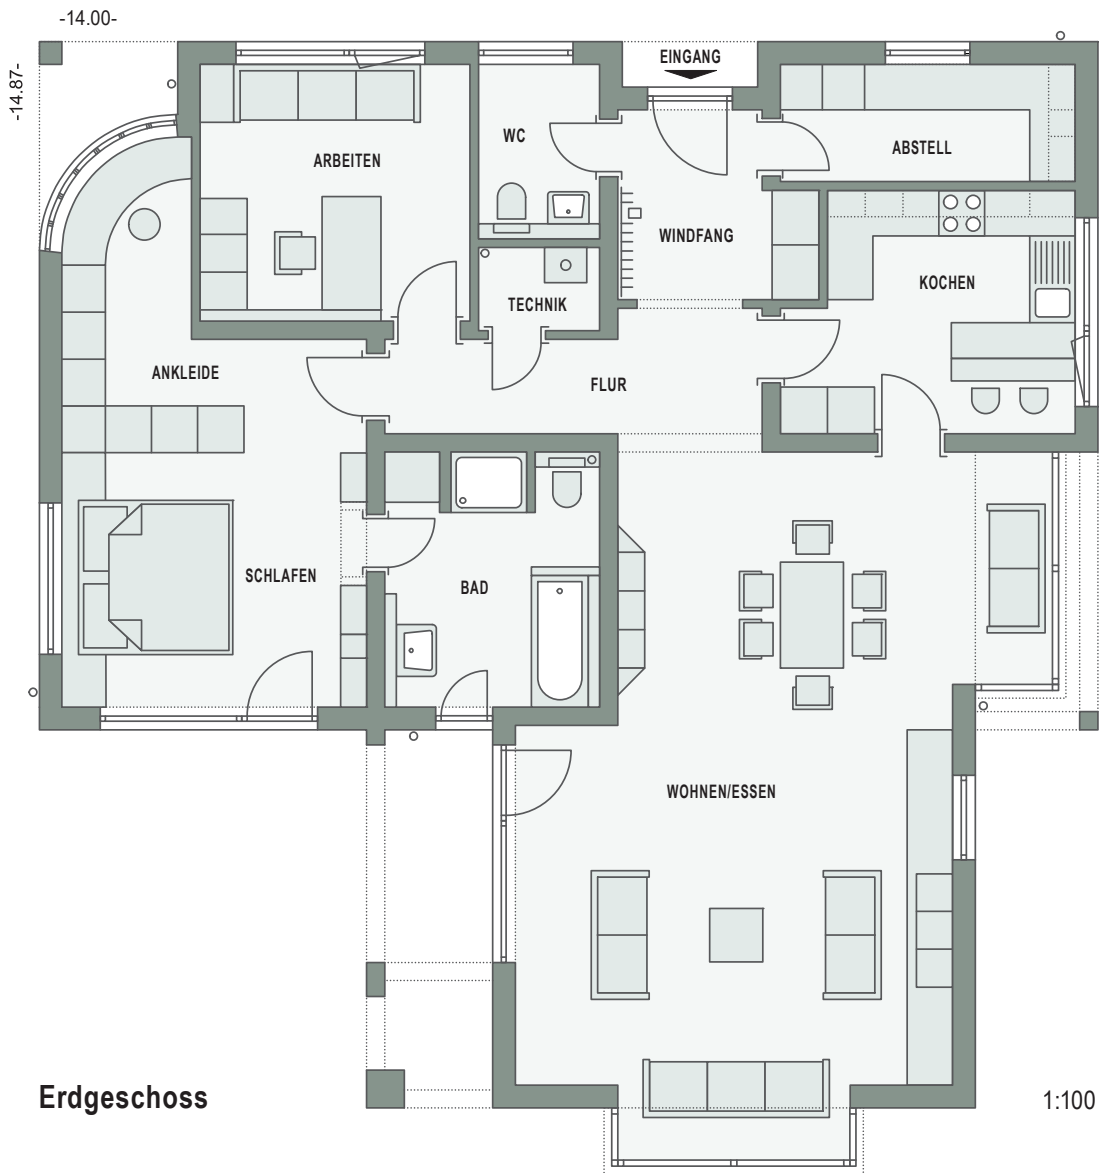 -14.00-
-14.87-
EINGANG
WC
ARBEITEN
ABSTELL
WINDFANG
KOCHEN
TECHNIK
ANKLEIDE
FLUR
SCHLAFEN
BAD
WOHNEN/ESSEN
Erdgeschoss
1:100